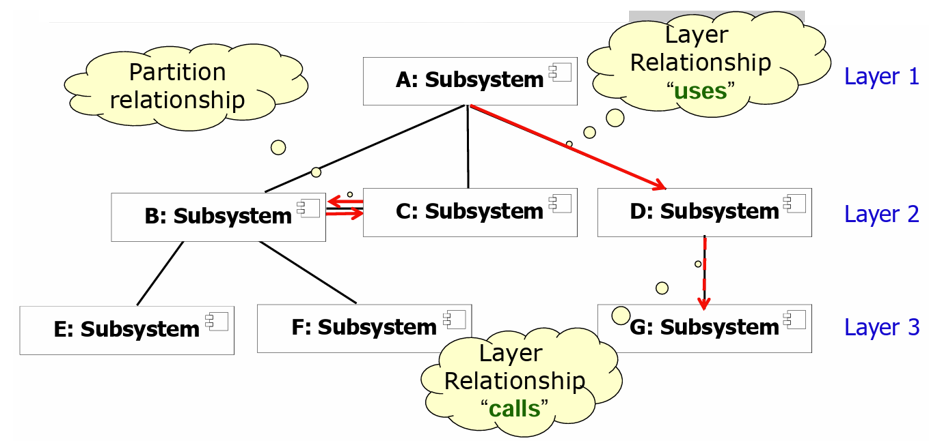 Partition
relationship
A: Subsystem
Layer
Relationship
“uses”
Layer 1
B: Subsystem
C: Subsystem
D: Subsystem
Layer 2
E: Subsystem
F: Subsystem
G: Subsystem
Layer 3
Layer
Relationship
“calls”